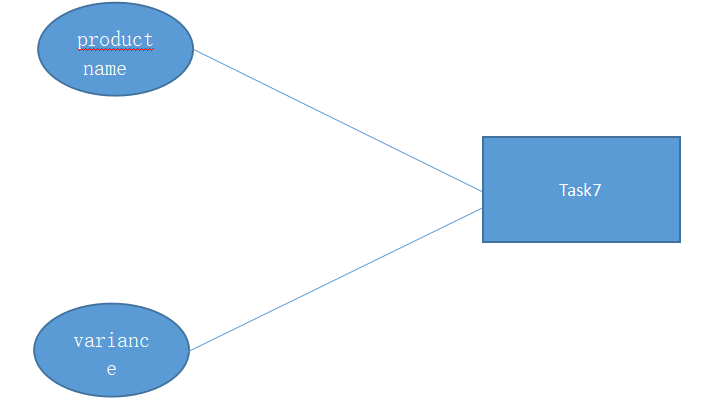 product
name
Task7
varianc
e